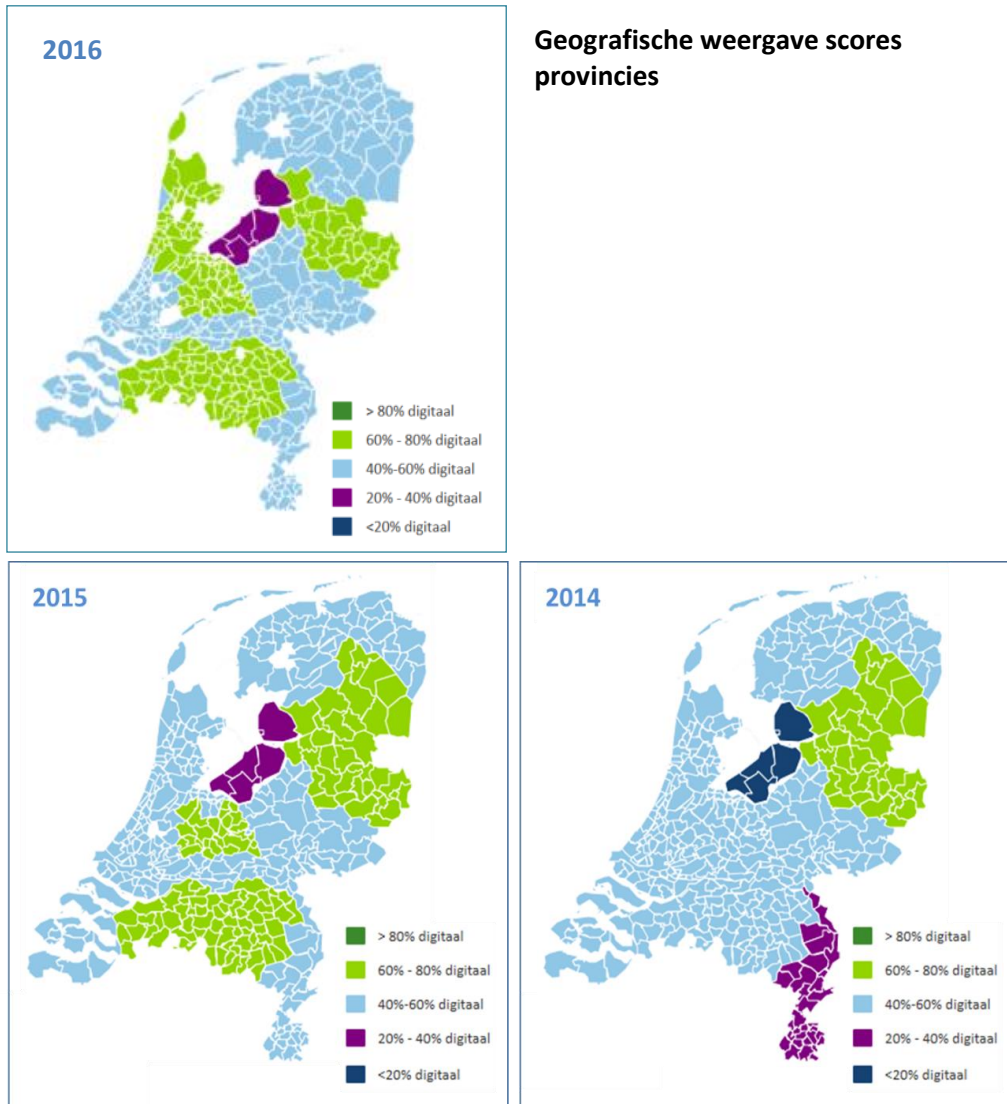 2016
Geografische weergave scores
provincies
> 80% digitaal
60% - 80% digitaal
40%-60% digitaal
20% - 40% digitaal
<20% digitaal
2015
> 80% digitaal
60% - 80% digitaal
40%-60% digitaal
20% - 40% digitaal
<20% digitaal
2014
> 80% digitaal
60% - 80% digitaal
40%-60% digitaal
20% - 40% digitaal
<20% digitaal